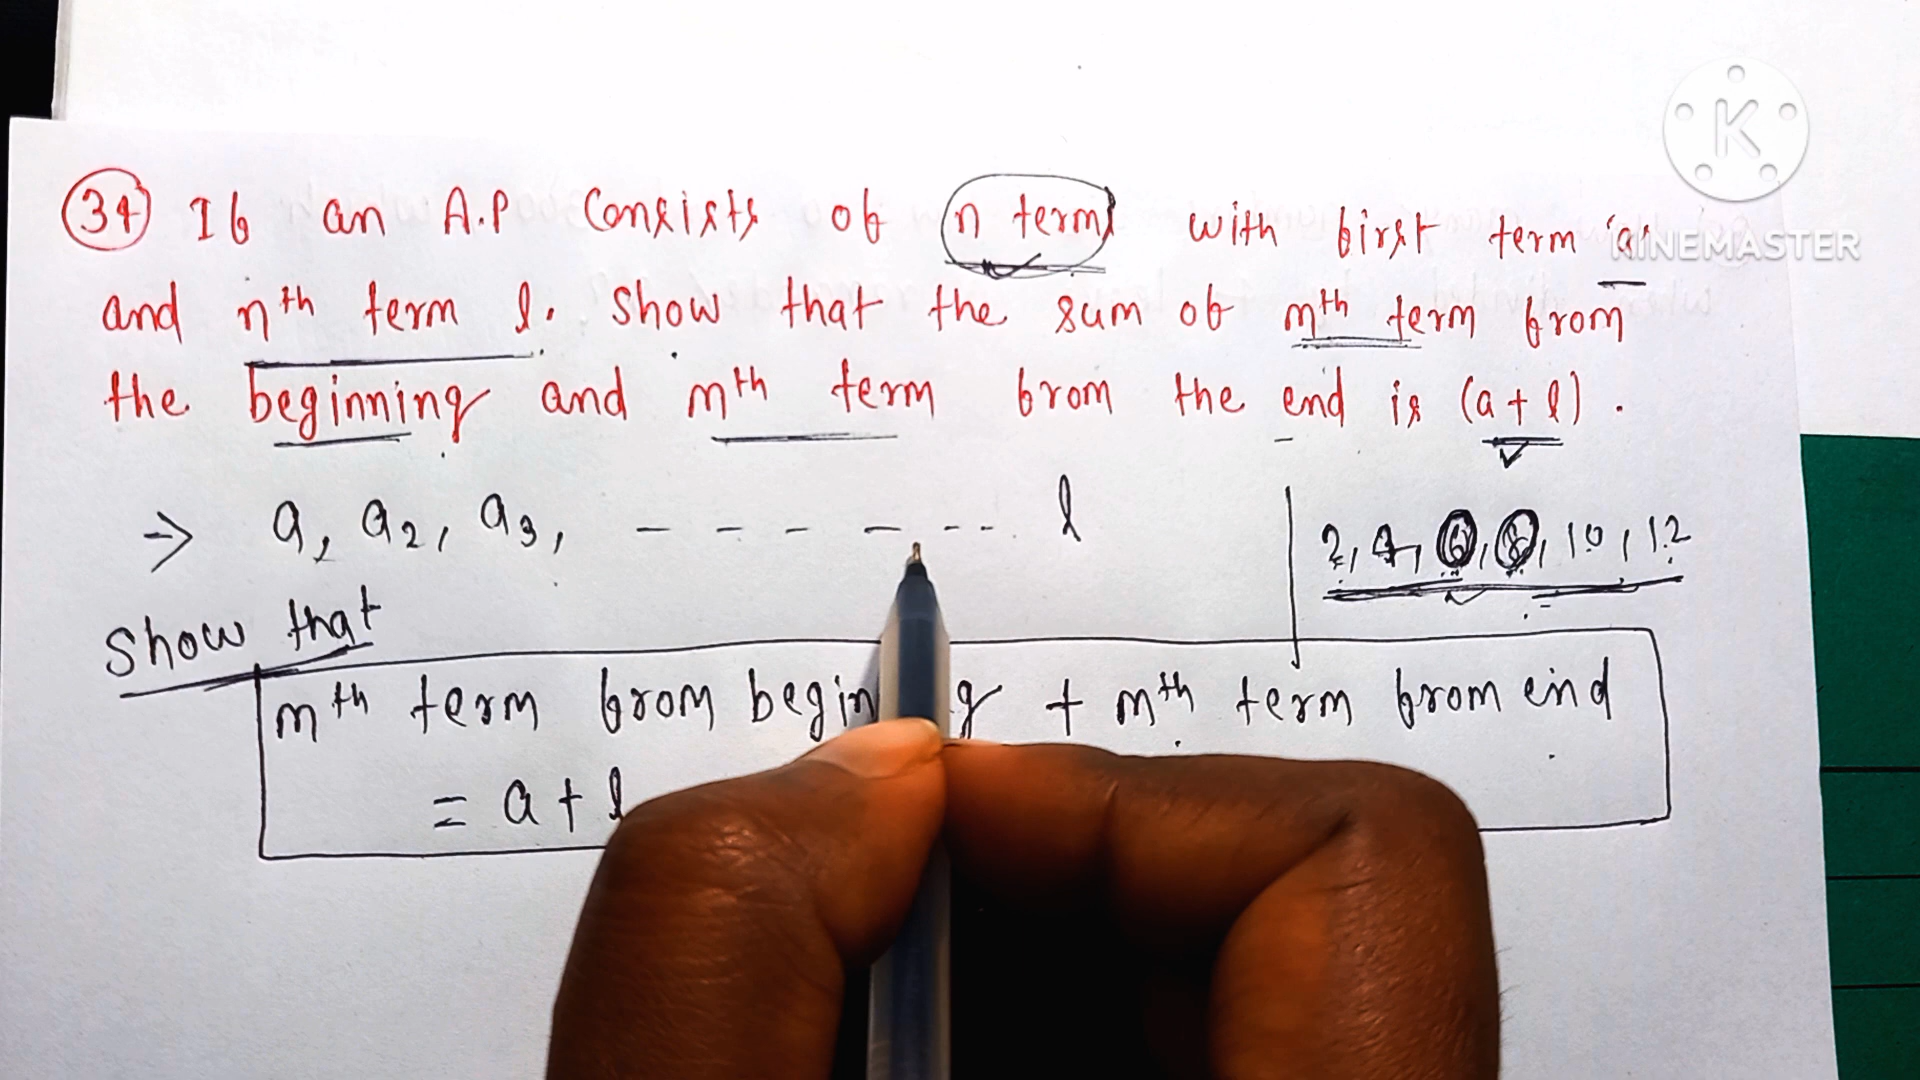 34 If an A.P consists of n terms with first term 'a'
and nth term l. Show that the sum of mth term from
the beginning and mth term from the end is (a+l).
K
KINEMASTER
→ a, a2, a3, - - - - - - l
2, 4, 6, 8, 10, 12
Show that
mth term from beginning + mth term from end
= a + l